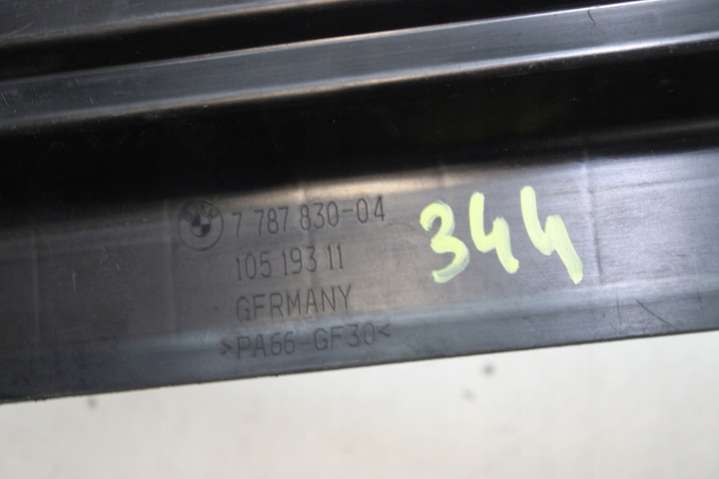 7 787 830-04
105 193 11
GERMANY
>PA66-GF30<
344